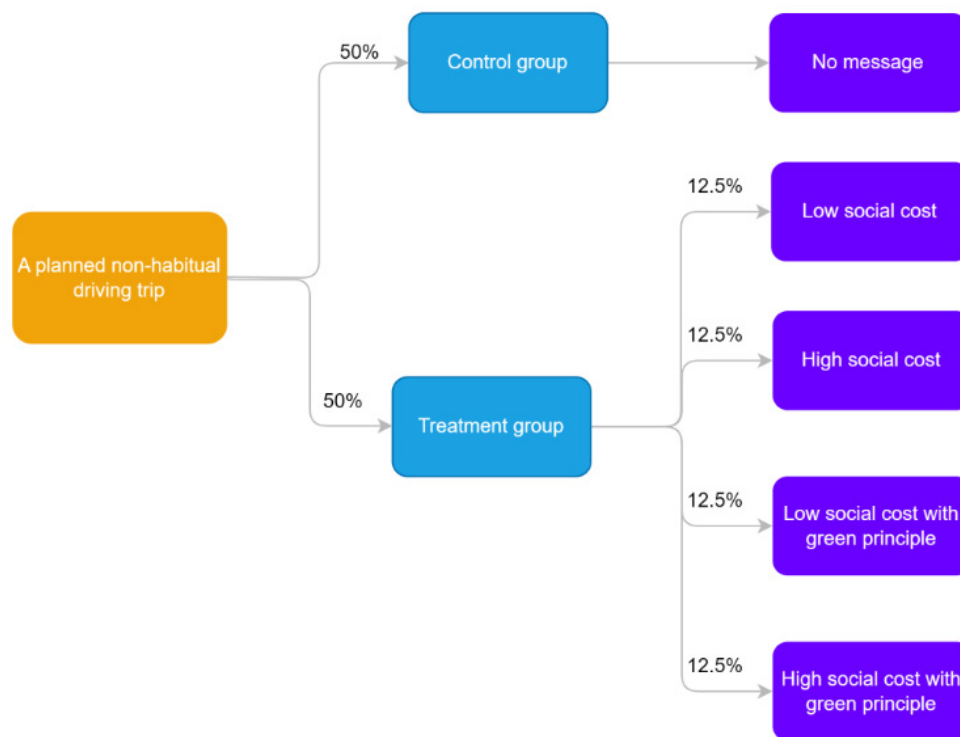 50%
Control group
No message
12.5%
Low social cost
A planned non-habitual
driving trip
12.5%
High social cost
50%
Treatment group
12.5%
Low social cost with
green principle
12.5%
High social cost with
green principle